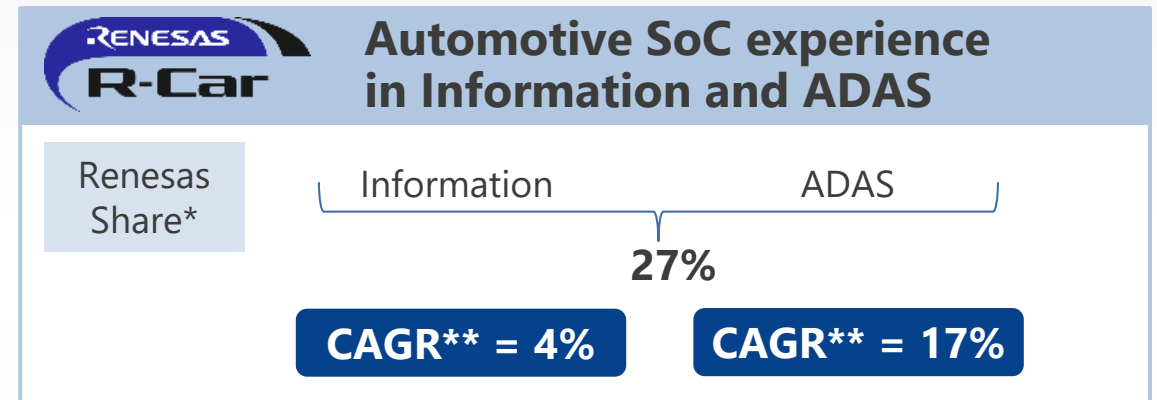 RENESAS
R-Car
Automotive SoC experience
in Information and ADAS
Renesas
Share*
Information
ADAS
27%
CAGR** = 4%
CAGR** = 17%